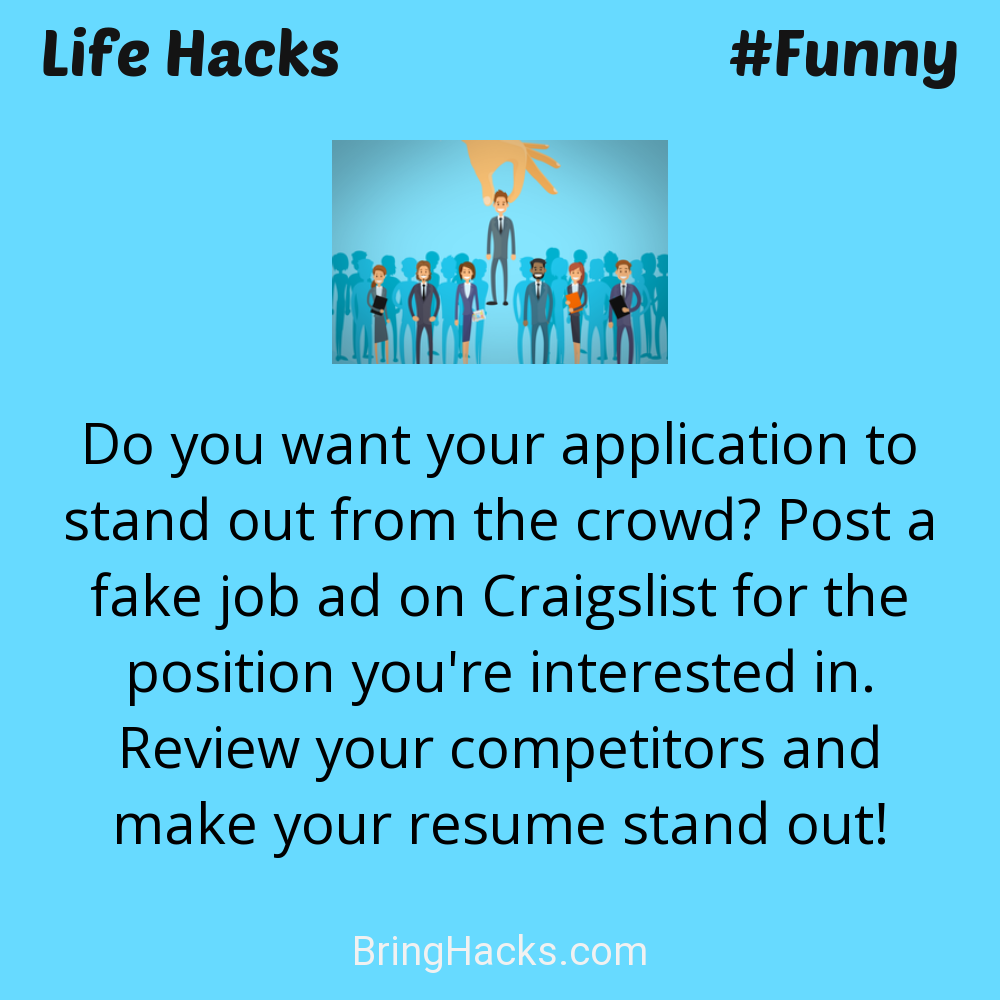 Life Hacks
#Funny
Do you want your application to
stand out from the crowd? Post a
fake job ad on Craigslist for the
position you're interested in.
Review your competitors and
make your resume stand out!
BringHacks.com